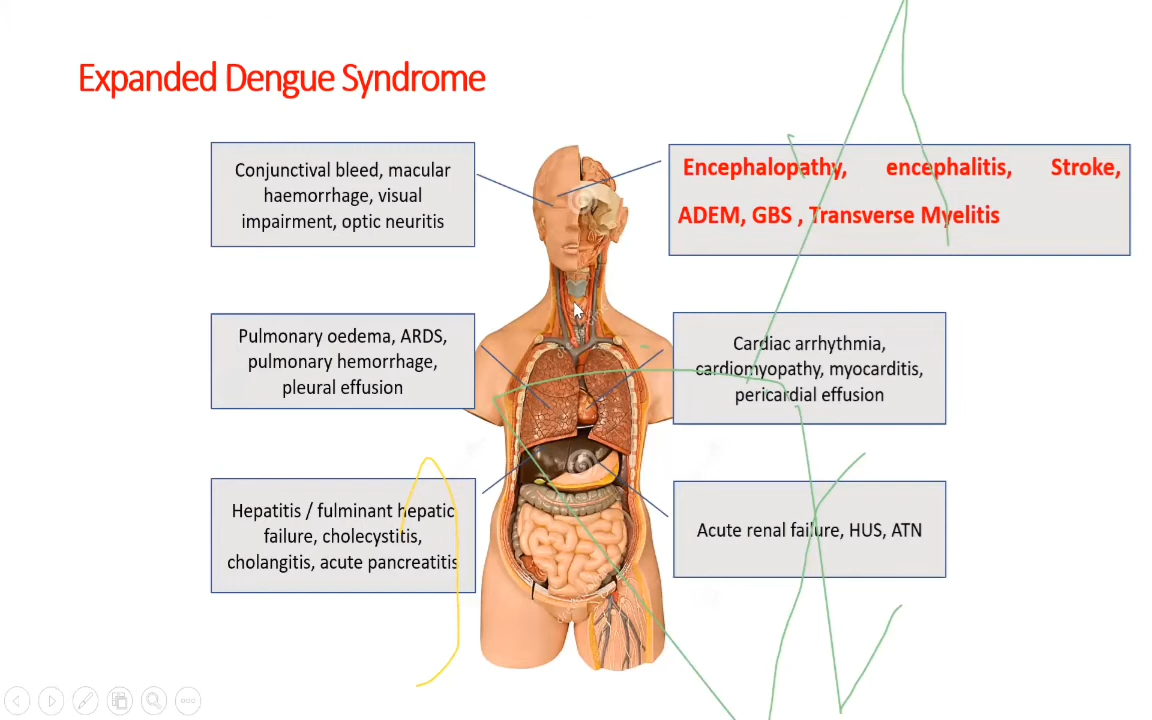 Expanded Dengue Syndrome
Conjunctival bleed, macular
haemorrhage, visual
impairment, optic neuritis
Encephalopathy, encephalitis, Stroke,
ADEM, GBS , Transverse Myelitis
Pulmonary oedema, ARDS,
pulmonary hemorrhage,
pleural effusion
Cardiac arrhythmia,
cardiomyopathy, myocarditis,
pericardial effusion
Hepatitis / fulminant hepatic
failure, cholecystitis,
cholangitis, acute pancreatitis
Acute renal failure, HUS, ATN